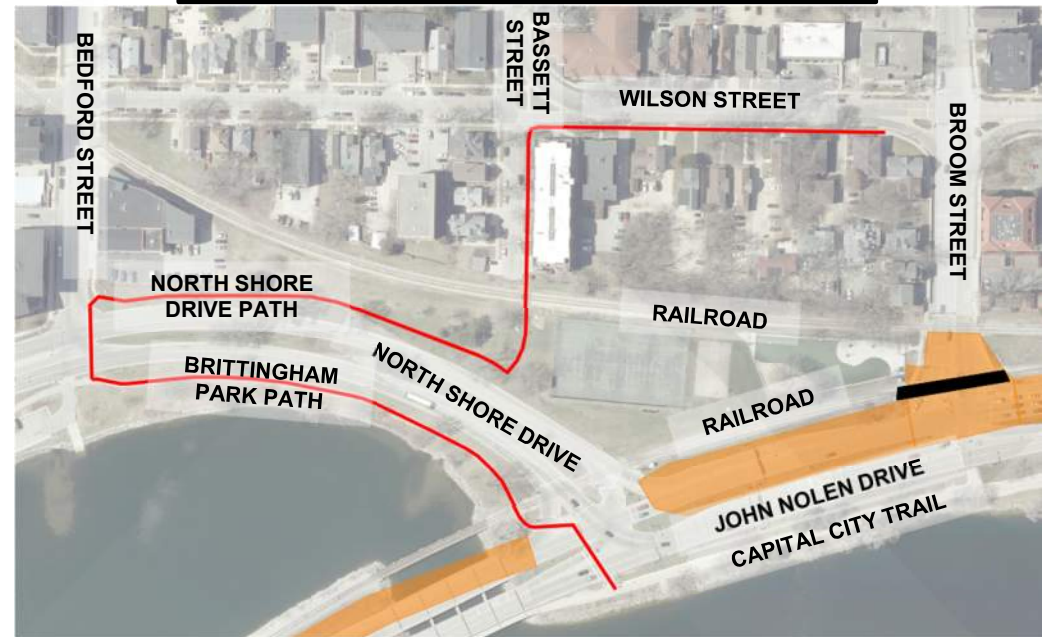 BEDFORD STREET
BASSETT
STREET
WILSON STREET
BROOM STREET
NORTH SHORE
DRIVE PATH
RAILROAD
BRITTINGHAM
PARK PATH
NORTH SHORE DRIVE
RAILROAD
JOHN NOLEN DRIVE
CAPITAL CITY TRAIL